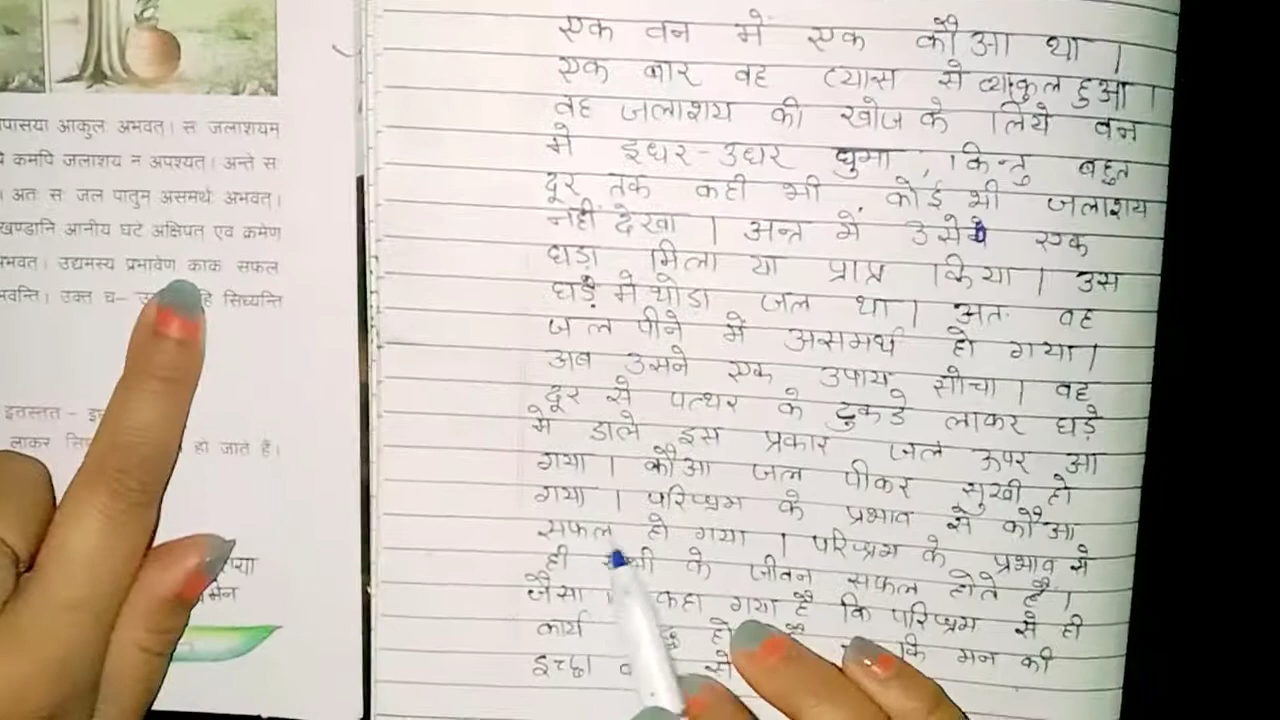 पासया आकुल अभवत। स जलाशयम
कमपि जलाशय न अपश्यत्। अन्ते स
। अत स जल पातुम असमर्थ अभवत्।
खण्डानि आनीय घटे अक्षिपत् एव क्रमेण
भवत। उद्यमस्य प्रभावेण काक सफल
भवन्ति। उक्त च– हि सिध्यन्ति
इतस्तत –
लाकर हो जाते हैं।
एक वन में एक कौआ था।
एक बार वह प्यास से व्याकुल हुआ।
वह जलाशय की खोज के लिये वन
मे इधर-उधर घुमा, किन्तु बहुत
दूर तक कही भी कोई भी जलाशय
नहीं देखा। अन्त में उसे एक
घड़ा मिला या प्राप्त किया। उस
घड़े मे थोडा जल था। अतः वह
जल पीने में असमर्थ हो गया।
अब उसने एक उपाय सोचा। वह
दूर से पत्थर के टुकडे लाकर घड़े
मे डाले इस प्रकार जल ऊपर आ
गया। कौआ जल पीकर सुखी हो
गया। परिश्रम के प्रभाव से कौआ
सफल हो गया। परिश्रम के प्रभाव से
ही के जीवन सफल होते हैं।
जैसा कहा गया है कि परिश्रम से ही
कार्य कि मन की
इच्छा से